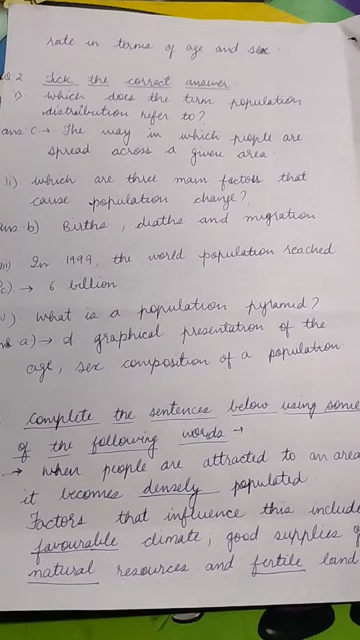 rate in terms of age and sex.
Q.2 Tick the correct answer
i) which does the term population
distribution refer to?
ans c → The way in which people are
spread across a given area.
ii) which are three main factors that
cause population change?
ans b) Births, diaths and migration
iii) In 1999, the world population reached
c) → 6 billion
) what is a population pyramid?
a) → A graphical presentation of the
age, sex composition of a population.
Complete the sentences below using some
of the following words →
→ when people are attracted to an area
it becomes densely populated.
Factors that influence this include
favourable climate; good supplies of
natural resources and fertile land